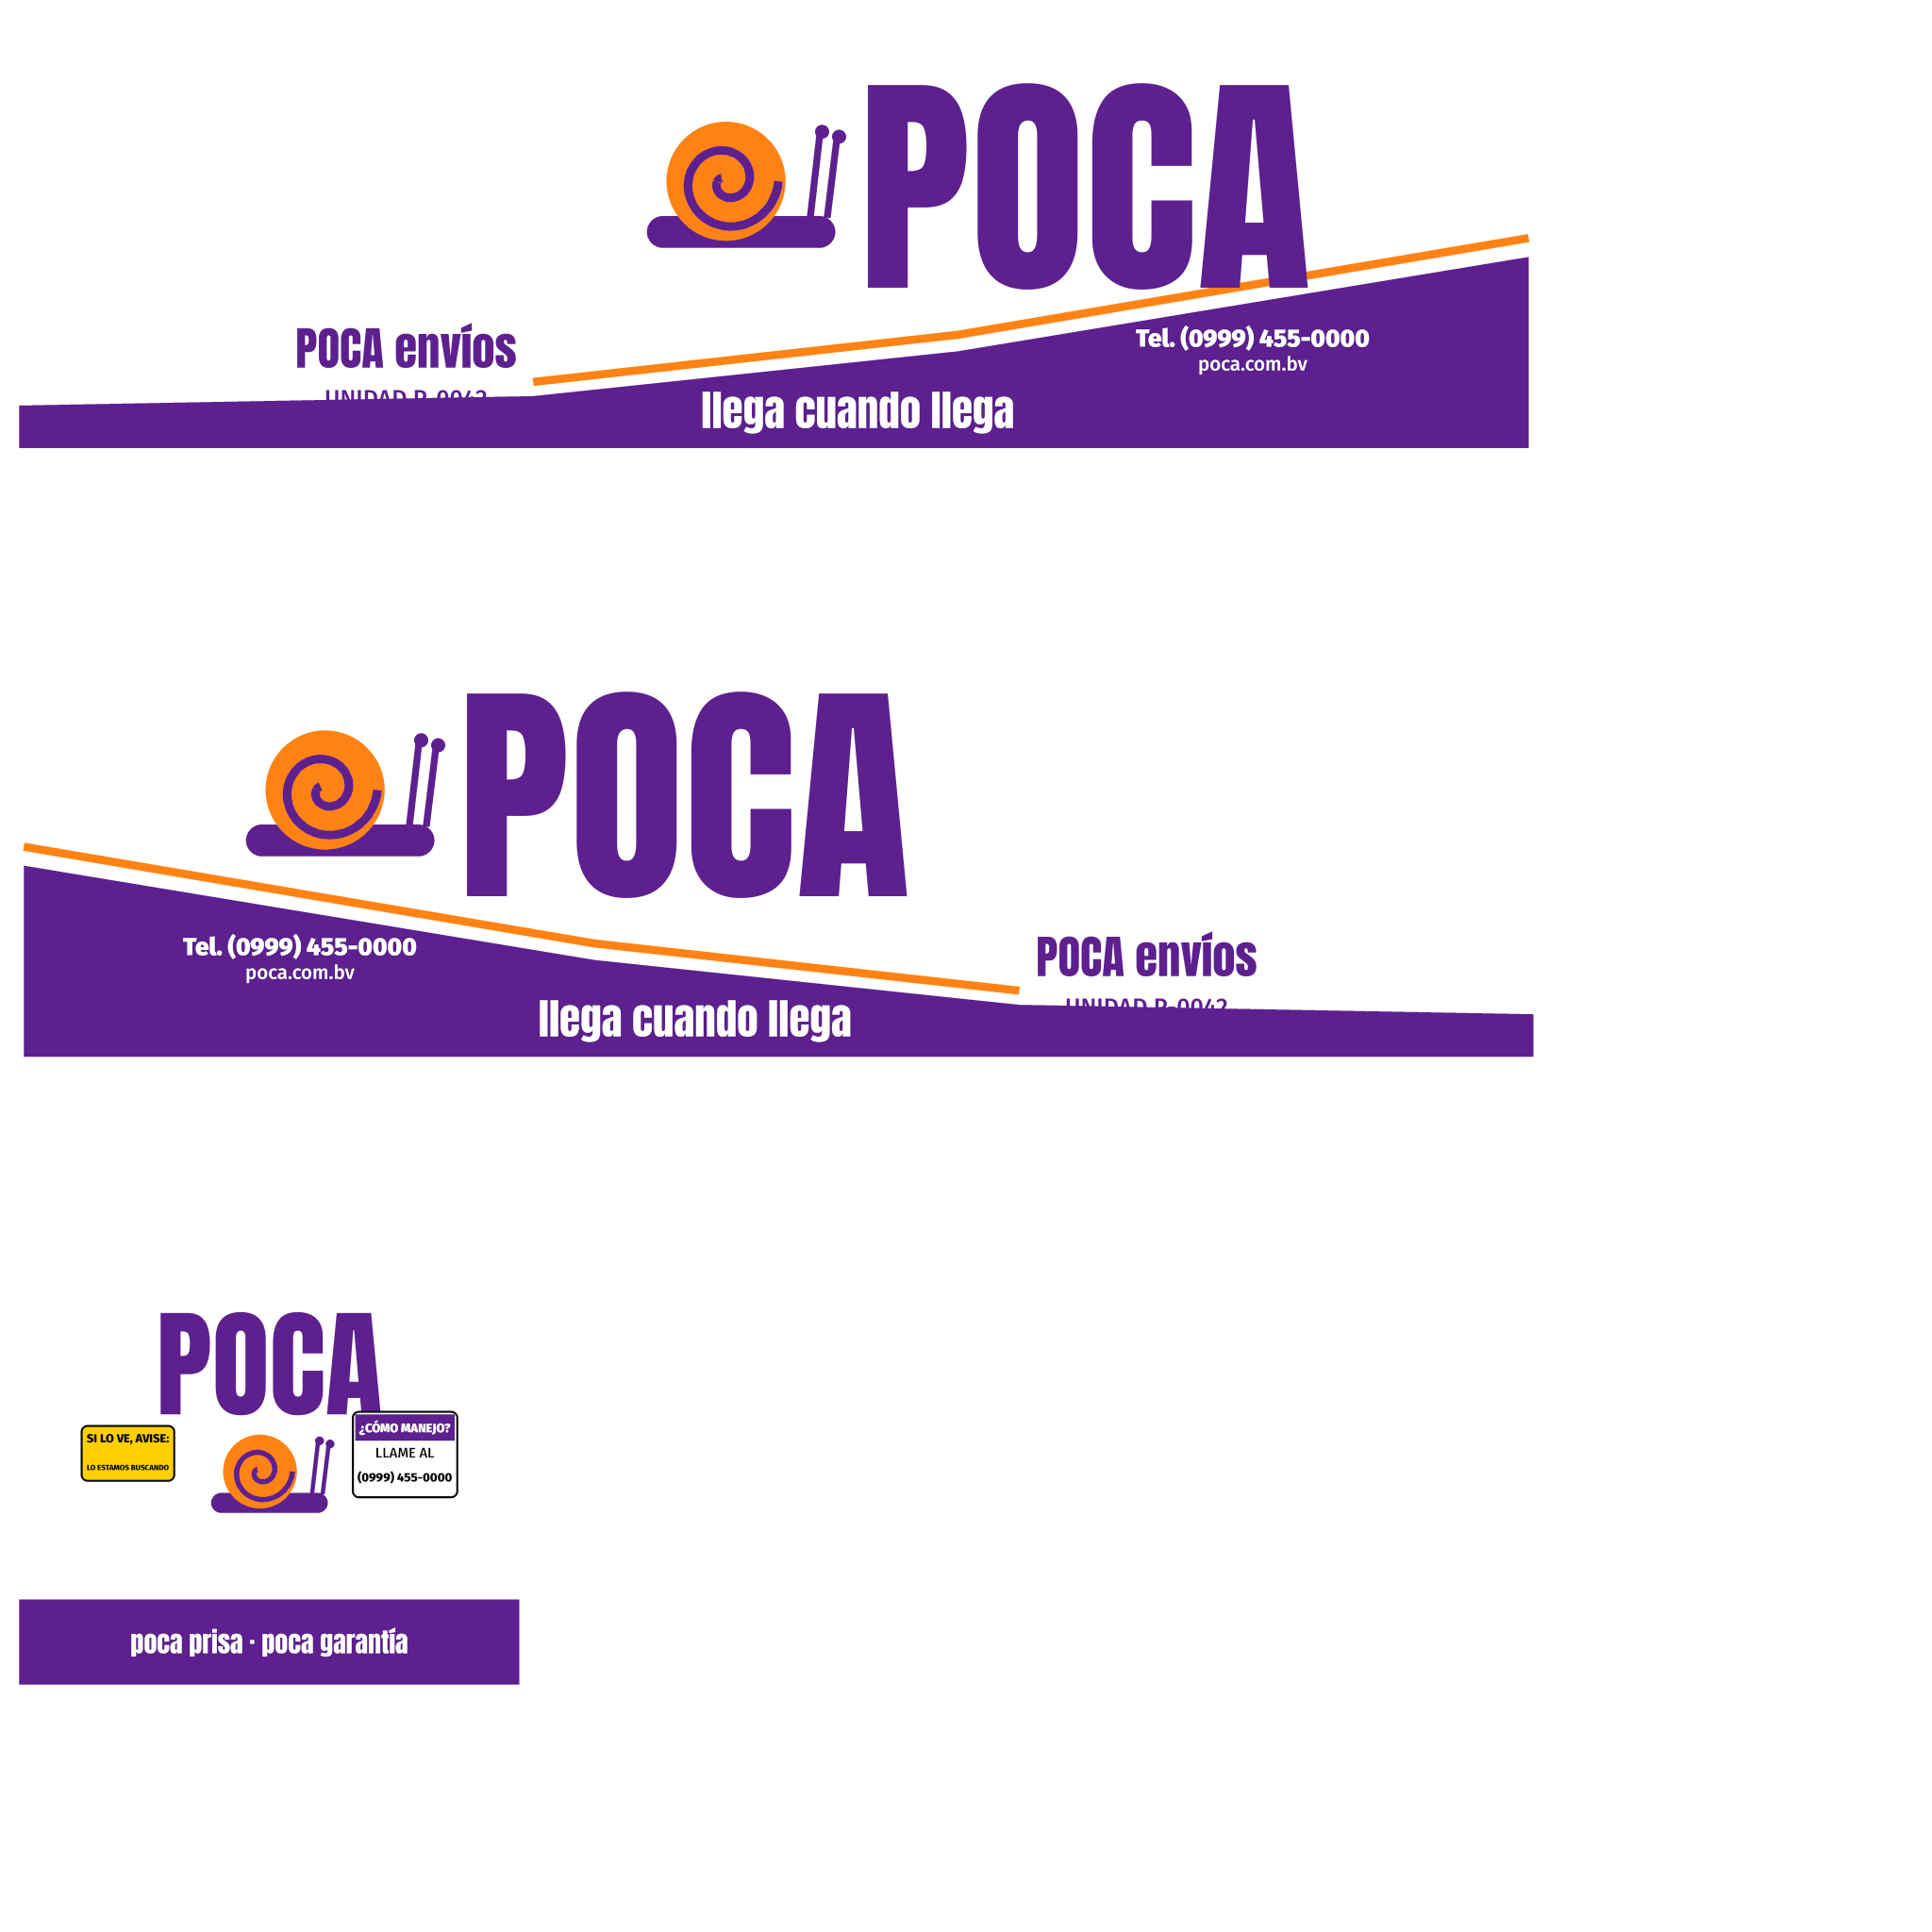 POCA
POCA envíos
Tel. (0999) 455-0000
poca.com.bv
llega cuando llega
POCA
Tel. (0999) 455-0000
poca.com.bv
POCA envíos
llega cuando llega
POCA
SI LO VE, AVISE:
LO ESTAMOS BUSCANDO
¿CÓMO MANEJO?
LLAME AL
(0999) 455-0000
poca prisa · poca garantía